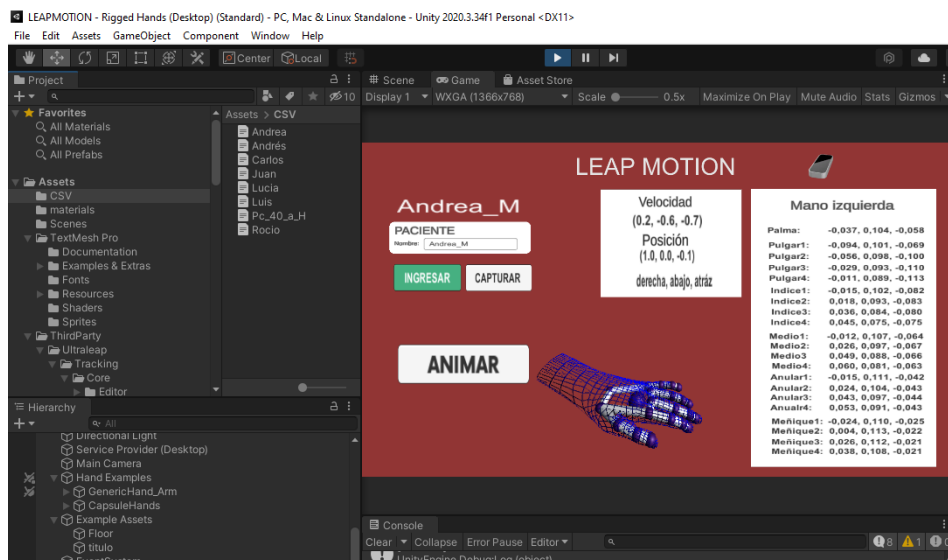 LEAPMOTION - Rigged Hands (Desktop) (Standard) - PC, Mac & Linux Standalone - Unity 2020.3.34f1 Personal <DX11>
File Edit Assets GameObject Component Window Help
Center Local
Project
10
Favorites
All Materials
All Models
All Prefabs
Assets
CSV
materials
Scenes
TextMesh Pro
Documentation
Examples & Extras
Fonts
Resources
Shaders
Sprites
ThirdParty
Ultraleap
Tracking
Core
Editor
Assets > CSV
Andrea
Andrés
Carlos
Juan
Lucia
Luis
Pc_40_a_H
Rocio
Hierarchy
All
Directional Light
Service Provider (Desktop)
Main Camera
Hand Examples
GenericHand_Arm
CapsuleHands
Example Assets
Floor
titulo
EventSystem
Scene Game Asset Store
Display 1 WXGA (1366x768) Scale 0.5x Maximize On Play Mute Audio Stats Gizmos
LEAP MOTION
Andrea_M
PACIENTE
Nombre: Andrea_M
INGRESAR CAPTURAR
ANIMAR
Velocidad
(0.2, -0.6, -0.7)
Posición
(1.0, 0.0, -0.1)
derecha, abajo, atráz
Mano izquierda
Palma: -0,037, 0,104, -0,058
Pulgar1: -0,094, 0,101, -0,069
Pulgar2: -0,056, 0,098, -0,100
Pulgar3: -0,029, 0,093, -0,110
Pulgar4: -0,011, 0,089, -0,113
Indice1: -0,015, 0,102, -0,082
Indice2: 0,018, 0,093, -0,083
Indice3: 0,036, 0,084, -0,080
Indice4: 0,045, 0,075, -0,075
Medio1: -0,012, 0,107, -0,064
Medio2: 0,026, 0,097, -0,067
Medio3 0,049, 0,088, -0,066
Medio4: 0,060, 0,081, -0,063
Anular1: -0,015, 0,111, -0,042
Anular2: 0,024, 0,104, -0,043
Anular3: 0,043, 0,097, -0,044
Anualr4: 0,053, 0,091, -0,043
Meñique1: -0,024, 0,110, -0,025
Meñique2: 0,004, 0,113, -0,022
Meñique3: 0,026, 0,112, -0,021
Meñique4: 0,038, 0,108, -0,021
Console
Clear Collapse Error Pause Editor 8 1
UnityEngine.Debug:Log (object)